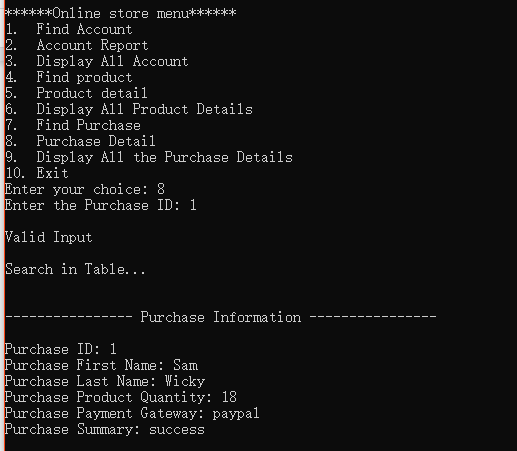 ******Online store menu******
1.  Find Account
2.  Account Report
3.  Display All Account
4.  Find product
5.  Product detail
6.  Display All Product Details
7.  Find Purchase
8.  Purchase Detail
9.  Display All the Purchase Details
10. Exit
Enter your choice: 8
Enter the Purchase ID: 1
Valid Input
Search in Table...
---------------- Purchase Information ----------------
Purchase ID: 1
Purchase First Name: Sam
Purchase Last Name: Wicky
Purchase Product Quantity: 18
Purchase Payment Gateway: paypal
Purchase Summary: success